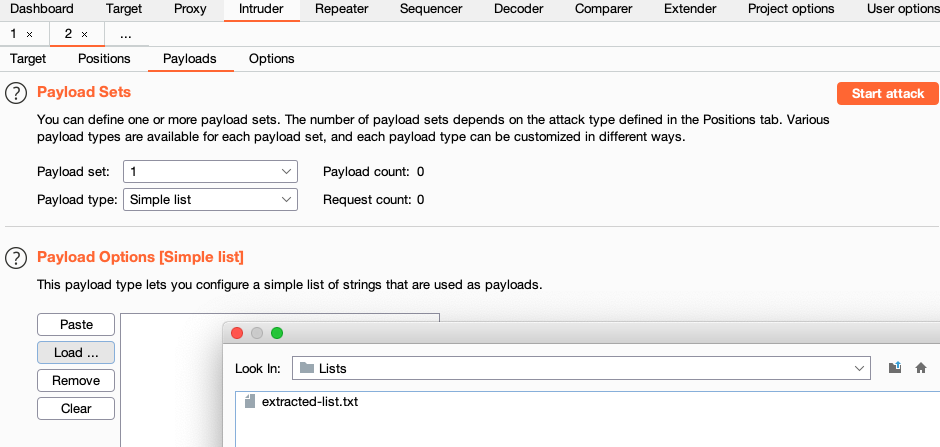 Dashboard Target Proxy Intruder Repeater Sequencer Decoder Comparer Extender Project options User options
1 × 2 × ...
Target Positions Payloads Options
? Payload Sets Start attack
You can define one or more payload sets. The number of payload sets depends on the attack type defined in the Positions tab. Various
payload types are available for each payload set, and each payload type can be customized in different ways.
Payload set: 1 Payload count: 0
Payload type: Simple list Request count: 0
? Payload Options [Simple list]
This payload type lets you configure a simple list of strings that are used as payloads.
Paste
Load ...
Look In: Lists
Remove
Clear
extracted-list.txt